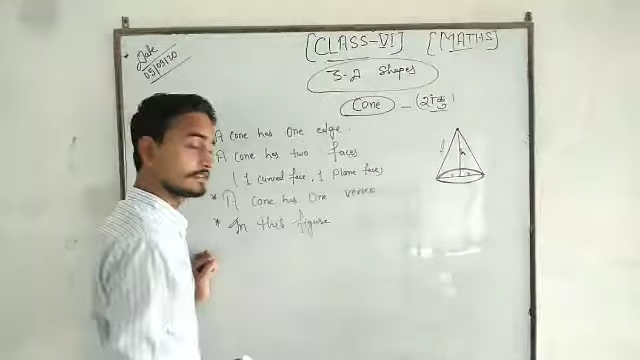 Date
05/09/20
[CLASS-VI] [MATHS]
3-D Shapes
Cone - (शंकु)
A cone has One edge.
A cone has two faces
(1 curved face, 1 plane face)
* A cone has One verses
* In this figure
l h